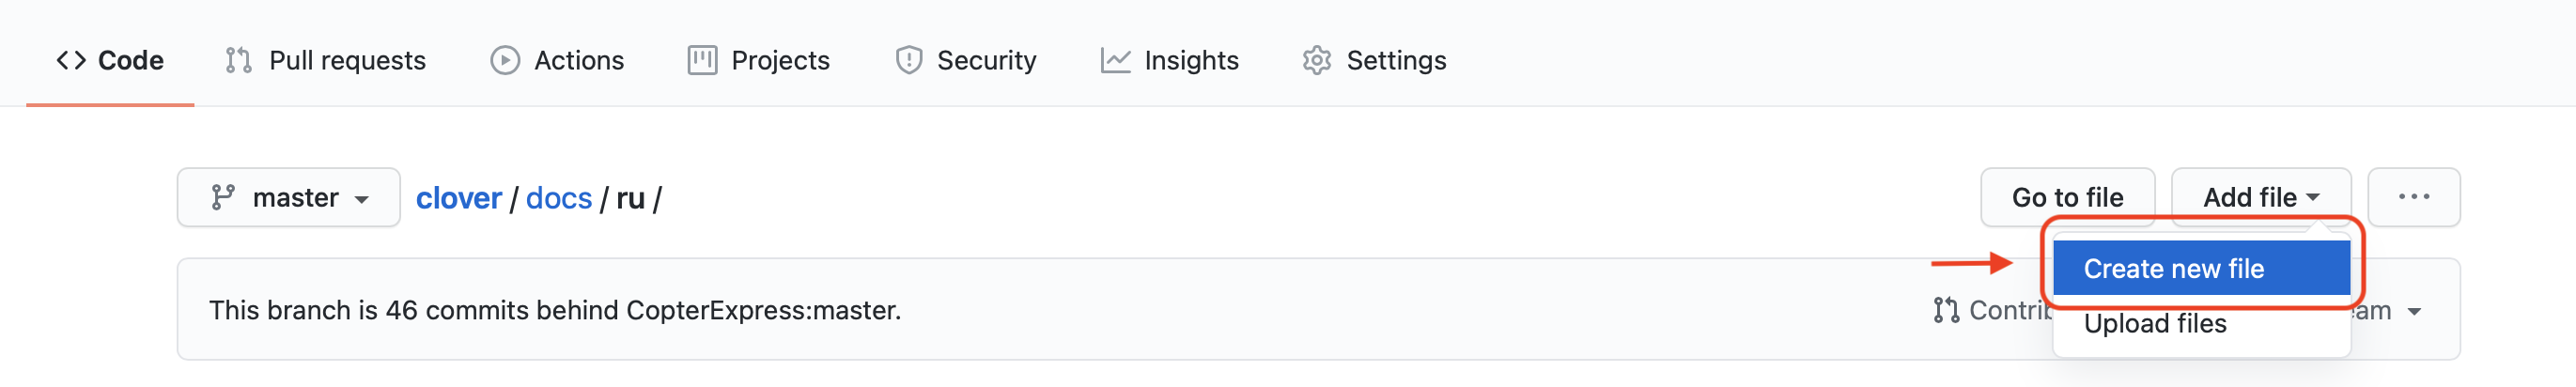 Code Pull requests Actions Projects Security Insights Settings
master clover / docs / ru / Go to file Add file ...
Create new file
This branch is 46 commits behind CopterExpress:master.
Upload files